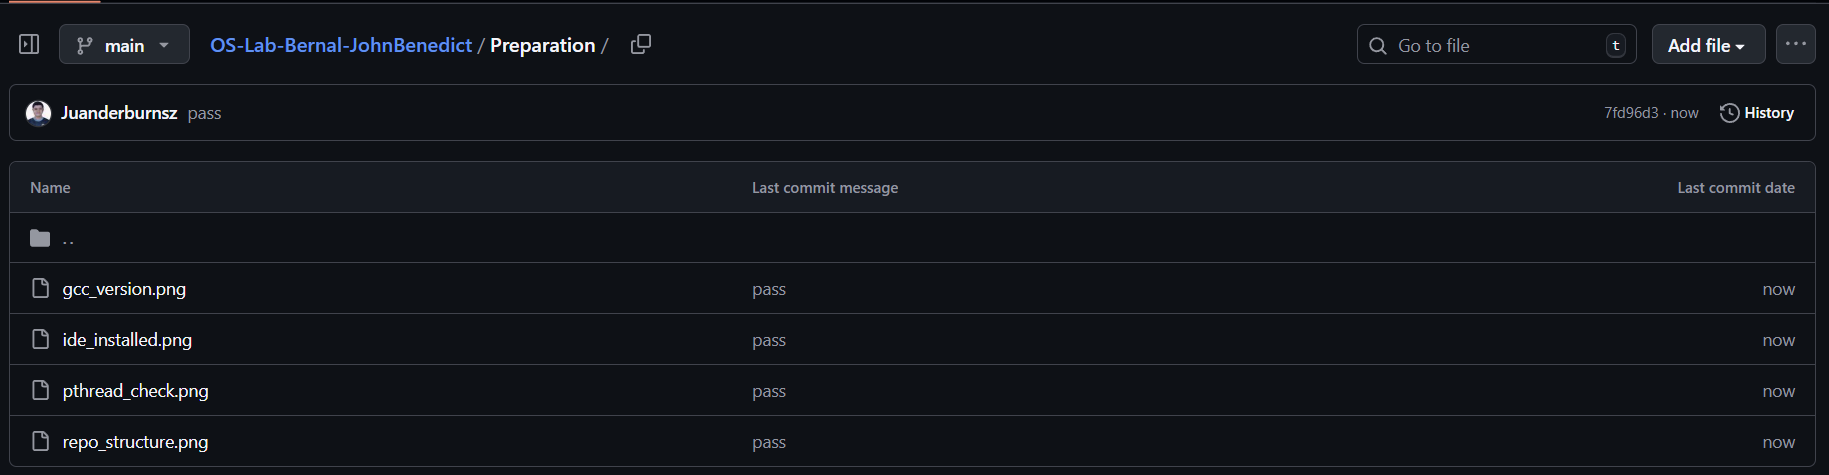 main OS-Lab-Bernal-JohnBenedict / Preparation / Go to file t Add file ...
Juanderburnsz pass 7fd96d3 · now History
Name Last commit message Last commit date
..
gcc_version.png pass now
ide_installed.png pass now
pthread_check.png pass now
repo_structure.png pass now